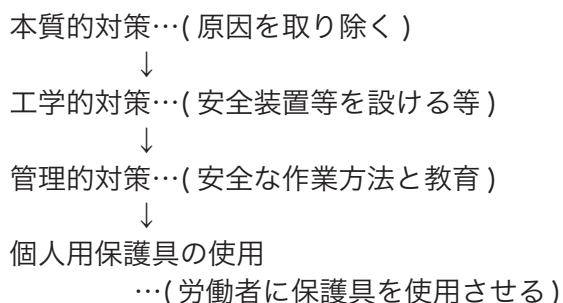 本質的対策…( 原因を取り除く )
↓
工学的対策…( 安全装置等を設ける等 )
↓
管理的対策…( 安全な作業方法と教育 )
↓
個人用保護具の使用
…( 労働者に保護具を使用させる )